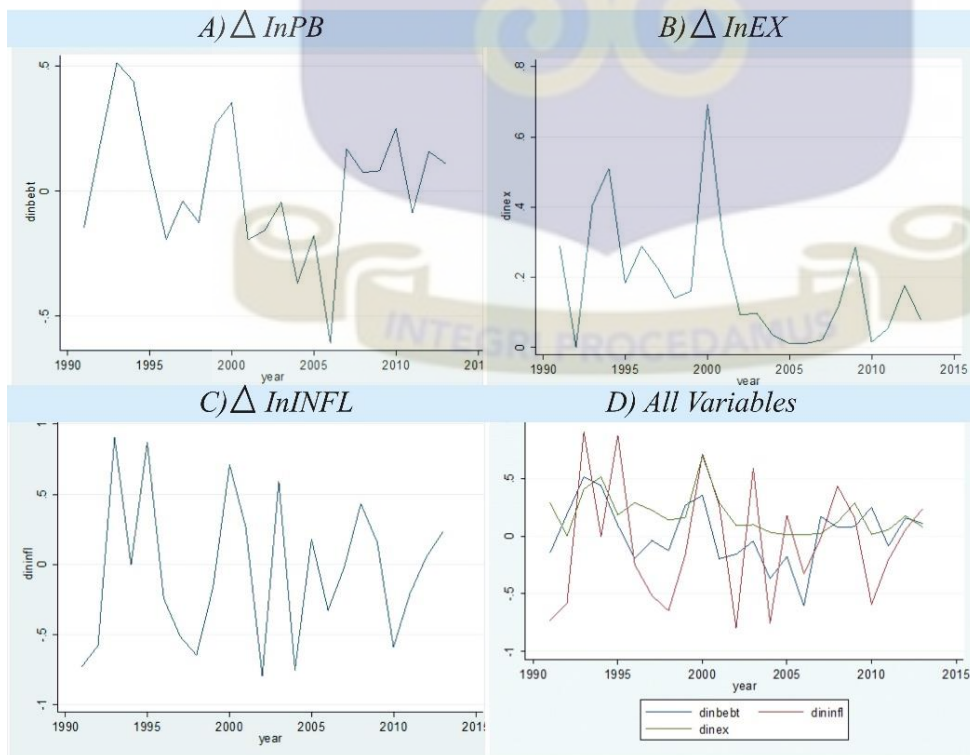 A) △ InPB
.5
0
-.5
dinbebt
1990 1995 2000 2005 2010 201
year
B) △ InEX
.8
.6
.4
.2
0
dinex
1990 1995 2000 2005 2010 2015
year
INTEGRI PROCEDAMUS
C) △ InINFL
1
.5
0
-.5
-1
dininfl
1990 1995 2000 2005 2010 2015
year
D) All Variables
.5
0
-.5
-1
1990 1995 2000 2005 2010 2015
year
dinbebt dininfl
dinex